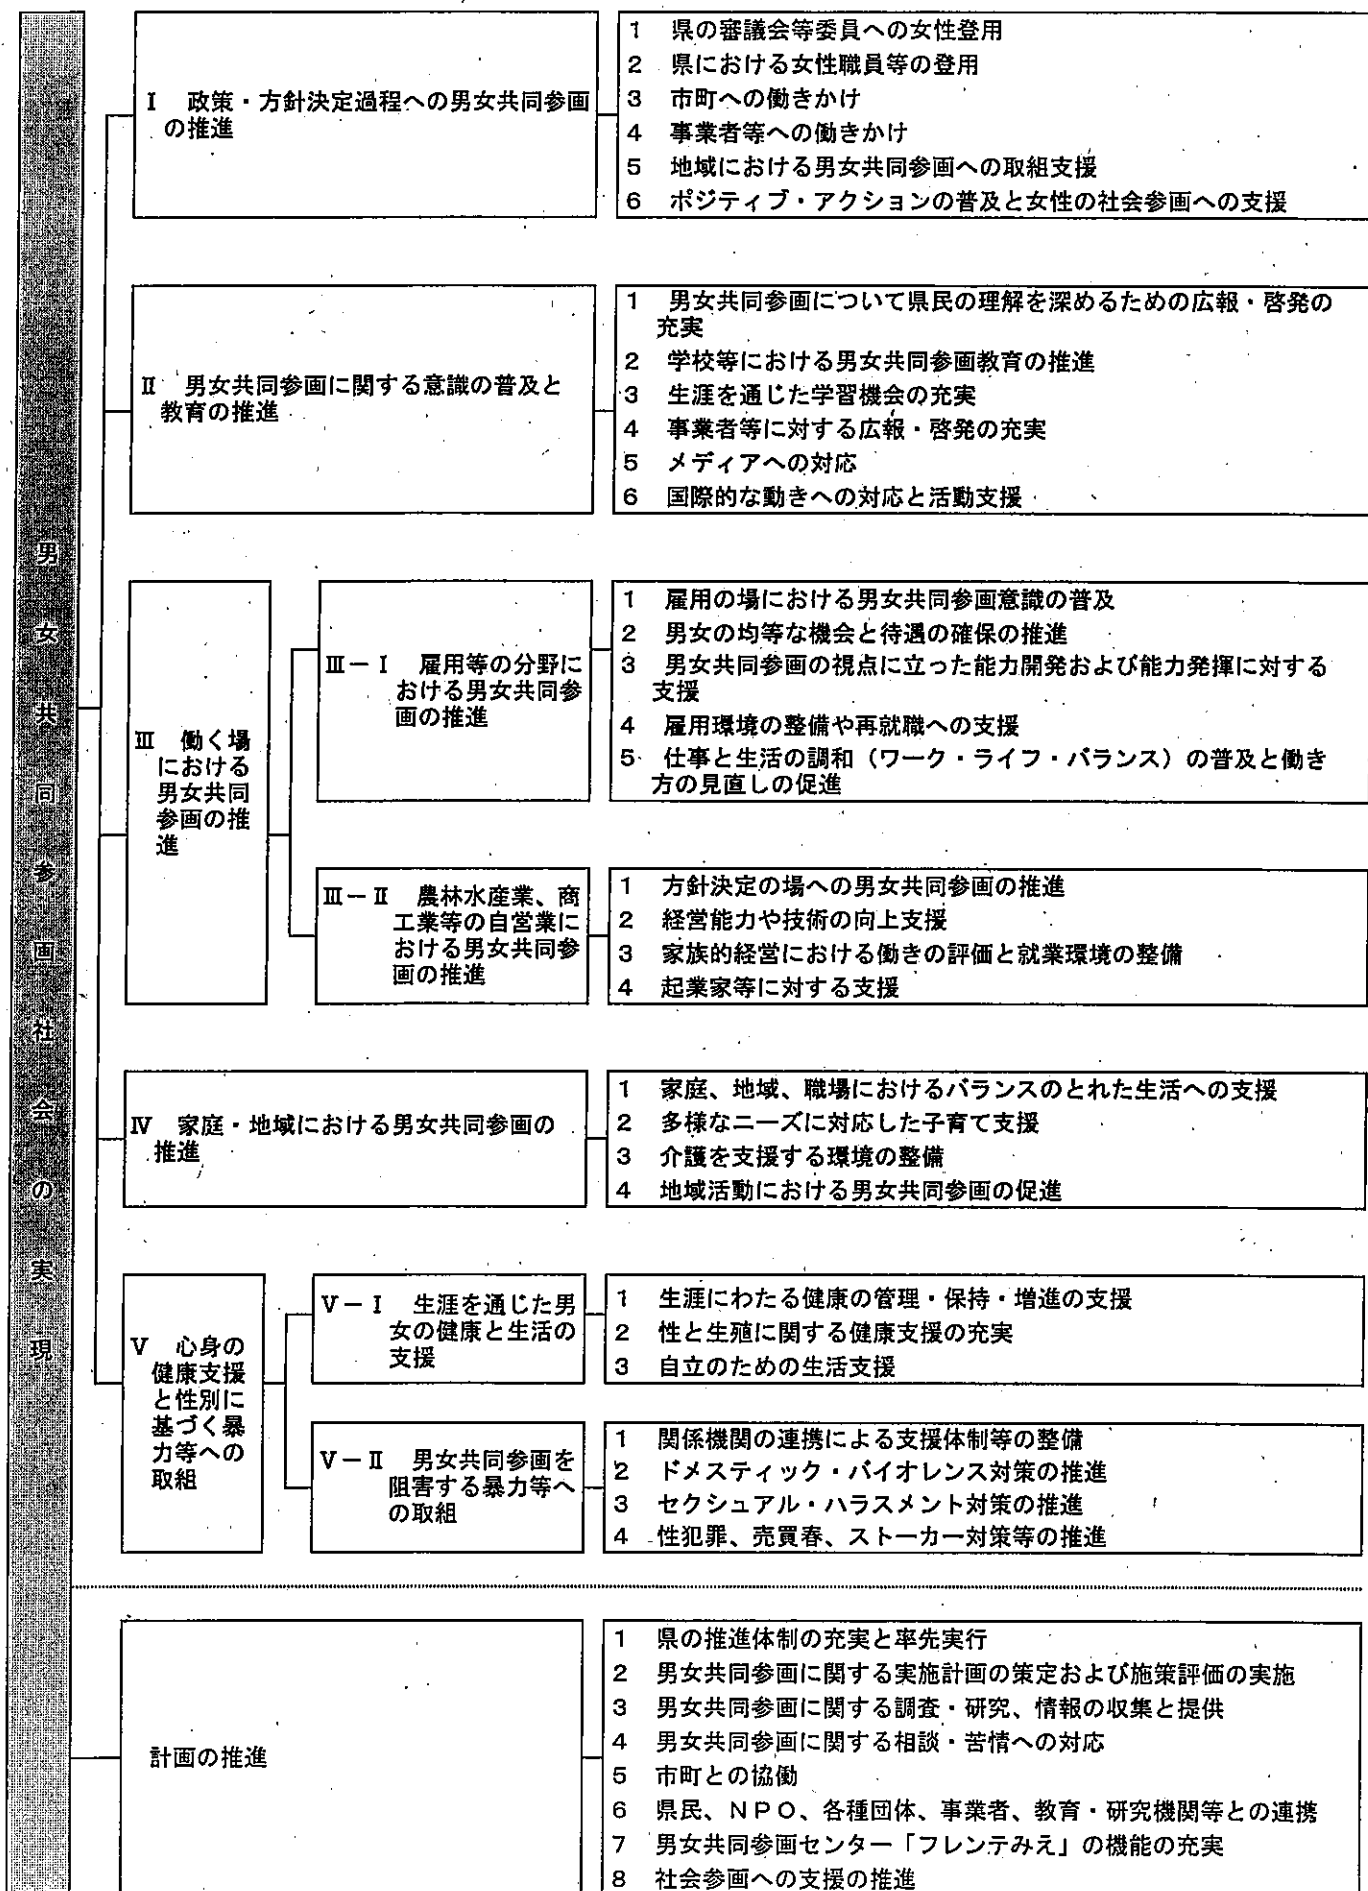 男女共同参画社会の実現
Ⅰ 政策・方針決定過程への男女共同参画
の推進
1 県の審議会等委員への女性登用
2 県における女性職員等の登用
3 市町への働きかけ
4 事業者等への働きかけ
5 地域における男女共同参画への取組支援
6 ポジティブ・アクションの普及と女性の社会参画への支援
Ⅱ 男女共同参画に関する意識の普及と
教育の推進
1 男女共同参画について県民の理解を深めるための広報・啓発の
充実
2 学校等における男女共同参画教育の推進
3 生涯を通じた学習機会の充実
4 事業者等に対する広報・啓発の充実
5 メディアへの対応
6 国際的な動きへの対応と活動支援
Ⅲ 働く場
における
男女共同
参画の推
進
Ⅲ－Ⅰ 雇用等の分野に
おける男女共同参
画の推進
1 雇用の場における男女共同参画意識の普及
2 男女の均等な機会と待遇の確保の推進
3 男女共同参画の視点に立った能力開発および能力発揮に対する
支援
4 雇用環境の整備や再就職への支援
5 仕事と生活の調和（ワーク・ライフ・バランス）の普及と働き
方の見直しの促進
Ⅲ－Ⅱ 農林水産業、商
工業等の自営業に
おける男女共同参
画の推進
1 方針決定の場への男女共同参画の推進
2 経営能力や技術の向上支援
3 家族的経営における働きの評価と就業環境の整備
4 起業家等に対する支援
Ⅳ 家庭・地域における男女共同参画の
推進
1 家庭、地域、職場におけるバランスのとれた生活への支援
2 多様なニーズに対応した子育て支援
3 介護を支援する環境の整備
4 地域活動における男女共同参画の促進
Ⅴ 心身の
健康支援
と性別に
基づく暴
力等への
取組
Ⅴ－Ⅰ 生涯を通じた男
女の健康と生活の
支援
1 生涯にわたる健康の管理・保持・増進の支援
2 性と生殖に関する健康支援の充実
3 自立のための生活支援
Ⅴ－Ⅱ 男女共同参画を
阻害する暴力等へ
の取組
1 関係機関の連携による支援体制等の整備
2 ドメスティック・バイオレンス対策の推進
3 セクシュアル・ハラスメント対策の推進
4 性犯罪、売買春、ストーカー対策等の推進
計画の推進
1 県の推進体制の充実と率先実行
2 男女共同参画に関する実施計画の策定および施策評価の実施
3 男女共同参画に関する調査・研究、情報の収集と提供
4 男女共同参画に関する相談・苦情への対応
5 市町との協働
6 県民、ＮＰＯ、各種団体、事業者、教育・研究機関等との連携
7 男女共同参画センター「フレンテみえ」の機能の充実
8 社会参画への支援の推進